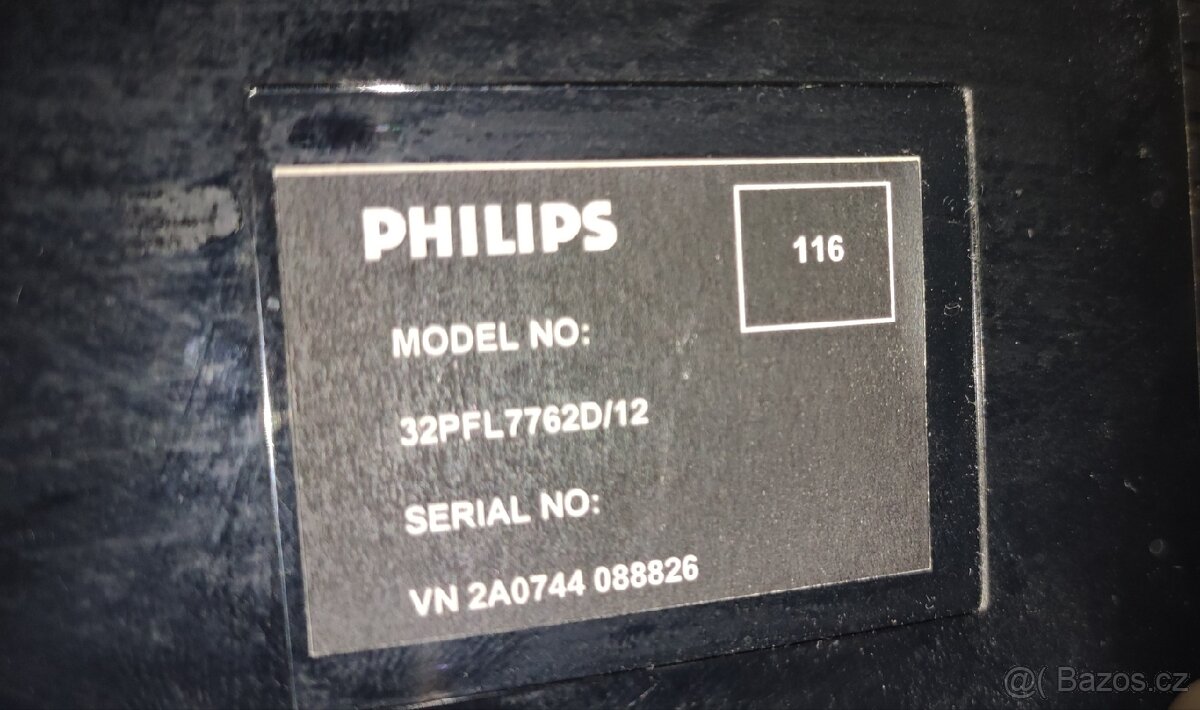 PHILIPS
116
MODEL NO:
32PFL7762D/12
SERIAL NO:
VN 2A0744 088826
@( Bazos.cz